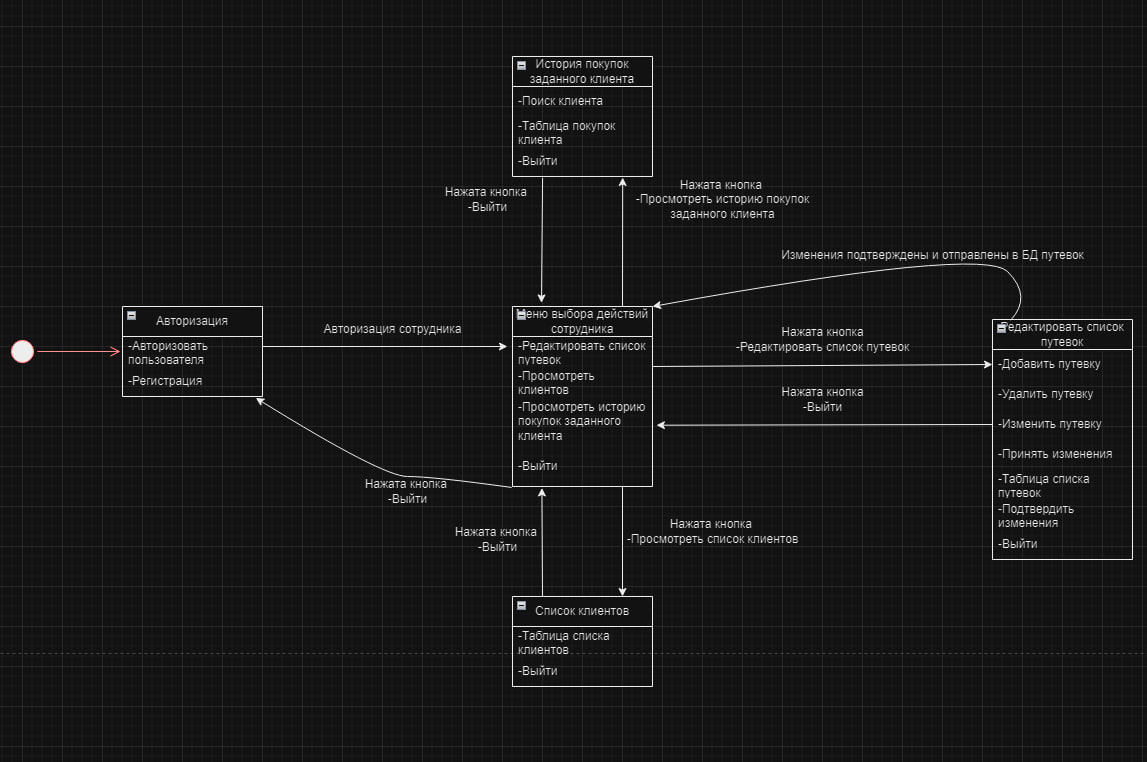 История покупок
заданного клиента
-Поиск клиента
-Таблица покупок
клиента
-Выйти
Нажата кнопка
-Выйти
Нажата кнопка
-Просмотреть историю покупок
заданного клиента
Изменения подтверждены и отправлены в БД путевок
Авторизация
-Авторизовать
пользователя
-Регистрация
Авторизация сотрудника
Меню выбора действий
сотрудника
-Редактировать список
путевок
-Просмотреть
клиентов
-Просмотреть историю
покупок заданного
клиента
-Выйти
Нажата кнопка
-Редактировать список путевок
Нажата кнопка
-Выйти
Редактировать список
путевок
-Добавить путевку
-Удалить путевку
-Изменить путевку
-Принять изменения
-Таблица списка
путевок
-Подтвердить
изменения
-Выйти
Нажата кнопка
-Выйти
Нажата кнопка
-Выйти
Нажата кнопка
-Просмотреть список клиентов
Список клиентов
-Таблица списка
клиентов
-Выйти